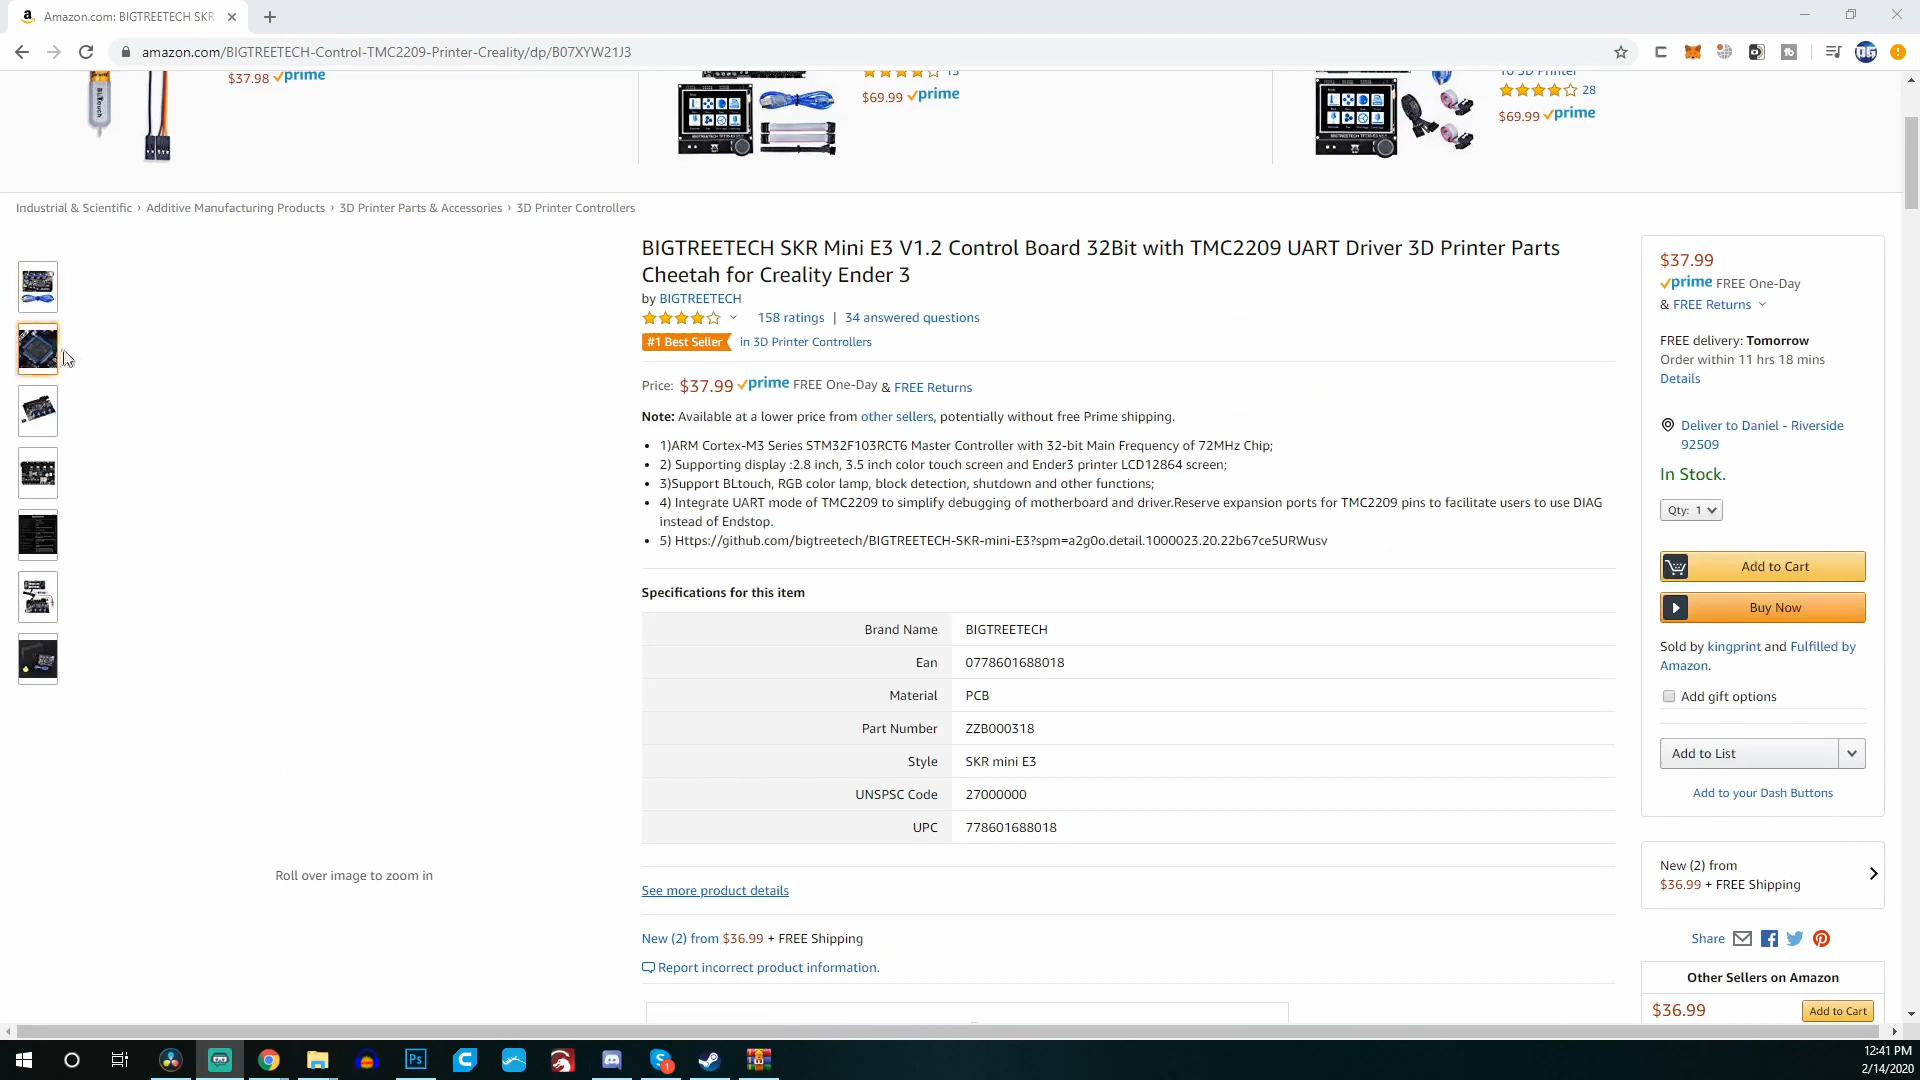 Amazon.com: BIGTREETECH SKR
amazon.com/BIGTREETECH-Control-TMC2209-Printer-Creality/dp/B07XYW21J3
$37.98 prime
13
$69.99 prime
To 3D Printer
28
$69.99 prime
Industrial & Scientific › Additive Manufacturing Products › 3D Printer Parts & Accessories › 3D Printer Controllers
BIGTREETECH SKR Mini E3 V1.2 Control Board 32Bit with TMC2209 UART Driver 3D Printer Parts
Cheetah for Creality Ender 3
by BIGTREETECH
158 ratings | 34 answered questions
#1 Best Seller in 3D Printer Controllers
Price: $37.99 prime FREE One-Day & FREE Returns
Note: Available at a lower price from other sellers, potentially without free Prime shipping.
• 1)ARM Cortex-M3 Series STM32F103RCT6 Master Controller with 32-bit Main Frequency of 72MHz Chip;
• 2) Supporting display :2.8 inch, 3.5 inch color touch screen and Ender3 printer LCD12864 screen;
• 3)Support BLtouch, RGB color lamp, block detection, shutdown and other functions;
• 4) Integrate UART mode of TMC2209 to simplify debugging of motherboard and driver.Reserve expansion ports for TMC2209 pins to facilitate users to use DIAG
instead of Endstop.
• 5) Https://github.com/bigtreetech/BIGTREETECH-SKR-mini-E3?spm=a2g0o.detail.1000023.20.22b67ce5URWusv
Specifications for this item
Brand Name BIGTREETECH
Ean 0778601688018
Material PCB
Part Number ZZB000318
Style SKR mini E3
UNSPSC Code 27000000
UPC 778601688018
Roll over image to zoom in
See more product details
New (2) from $36.99 + FREE Shipping
Report incorrect product information.
$37.99
prime FREE One-Day
& FREE Returns
FREE delivery: Tomorrow
Order within 11 hrs 18 mins
Details
Deliver to Daniel - Riverside
92509
In Stock.
Qty: 1
Add to Cart
Buy Now
Sold by kingprint and Fulfilled by
Amazon.
Add gift options
Add to List
Add to your Dash Buttons
New (2) from
$36.99 + FREE Shipping
Share
Other Sellers on Amazon
$36.99 Add to Cart
Ps
1
12:41 PM
2/14/2020